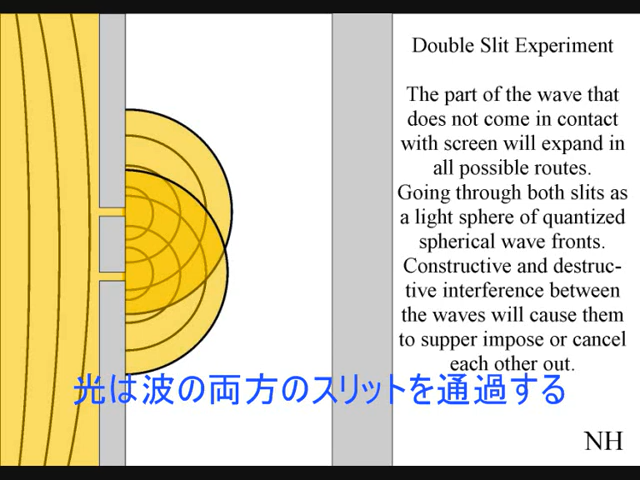 Double Slit Experiment
The part of the wave that
does not come in contact
with screen will expand in
all possible routes.
Going through both slits as
a light sphere of quantized
spherical wave fronts.
Constructive and destruc-
tive interference between
the waves will cause them
to supper impose or cancel
each other out.
光は波の両方のスリットを通過する
NH